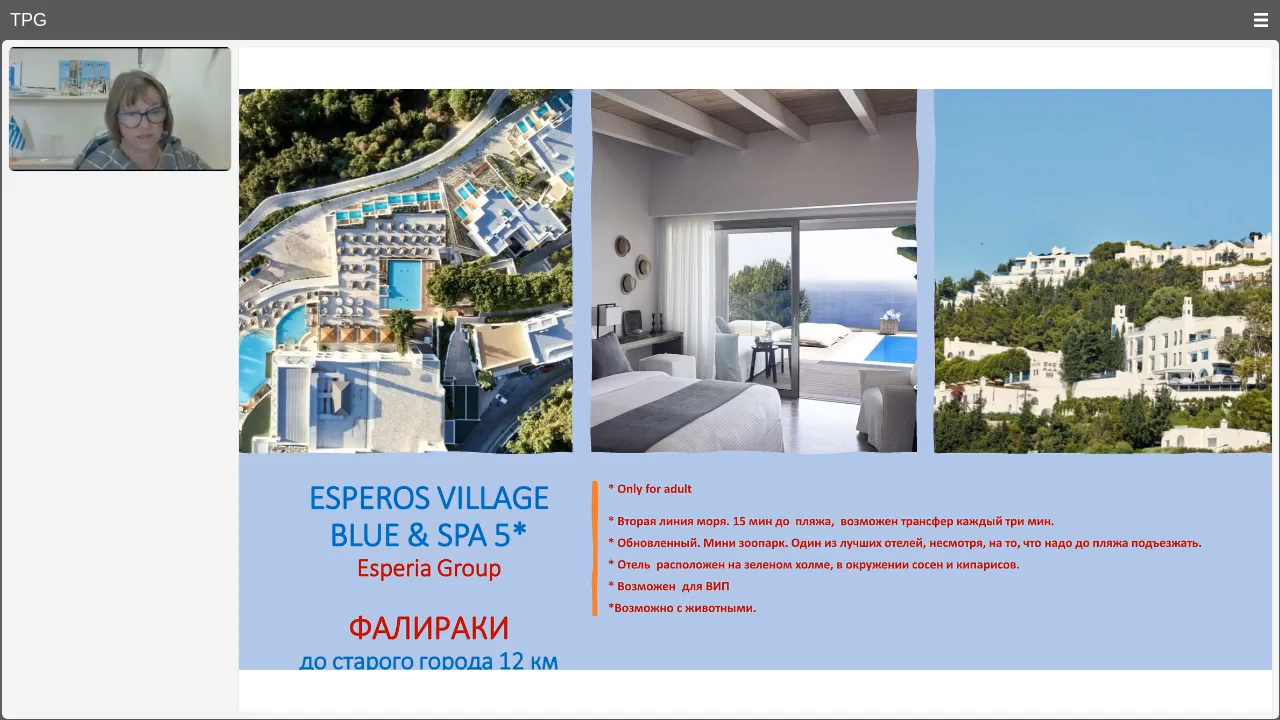 TPG
ESPEROS VILLAGE
BLUE & SPA 5*
Esperia Group
ФАЛИРАКИ
до старого города 12 км
* Only for adult
* Вторая линия моря. 15 мин до пляжа, возможен трансфер каждый три мин.
* Обновленный. Мини зоопарк. Один из лучших отелей, несмотря, на то, что надо до пляжа подъезжать.
* Отель расположен на зеленом холме, в окружении сосен и кипарисов.
* Возможен для ВИП
*Возможно с животными.